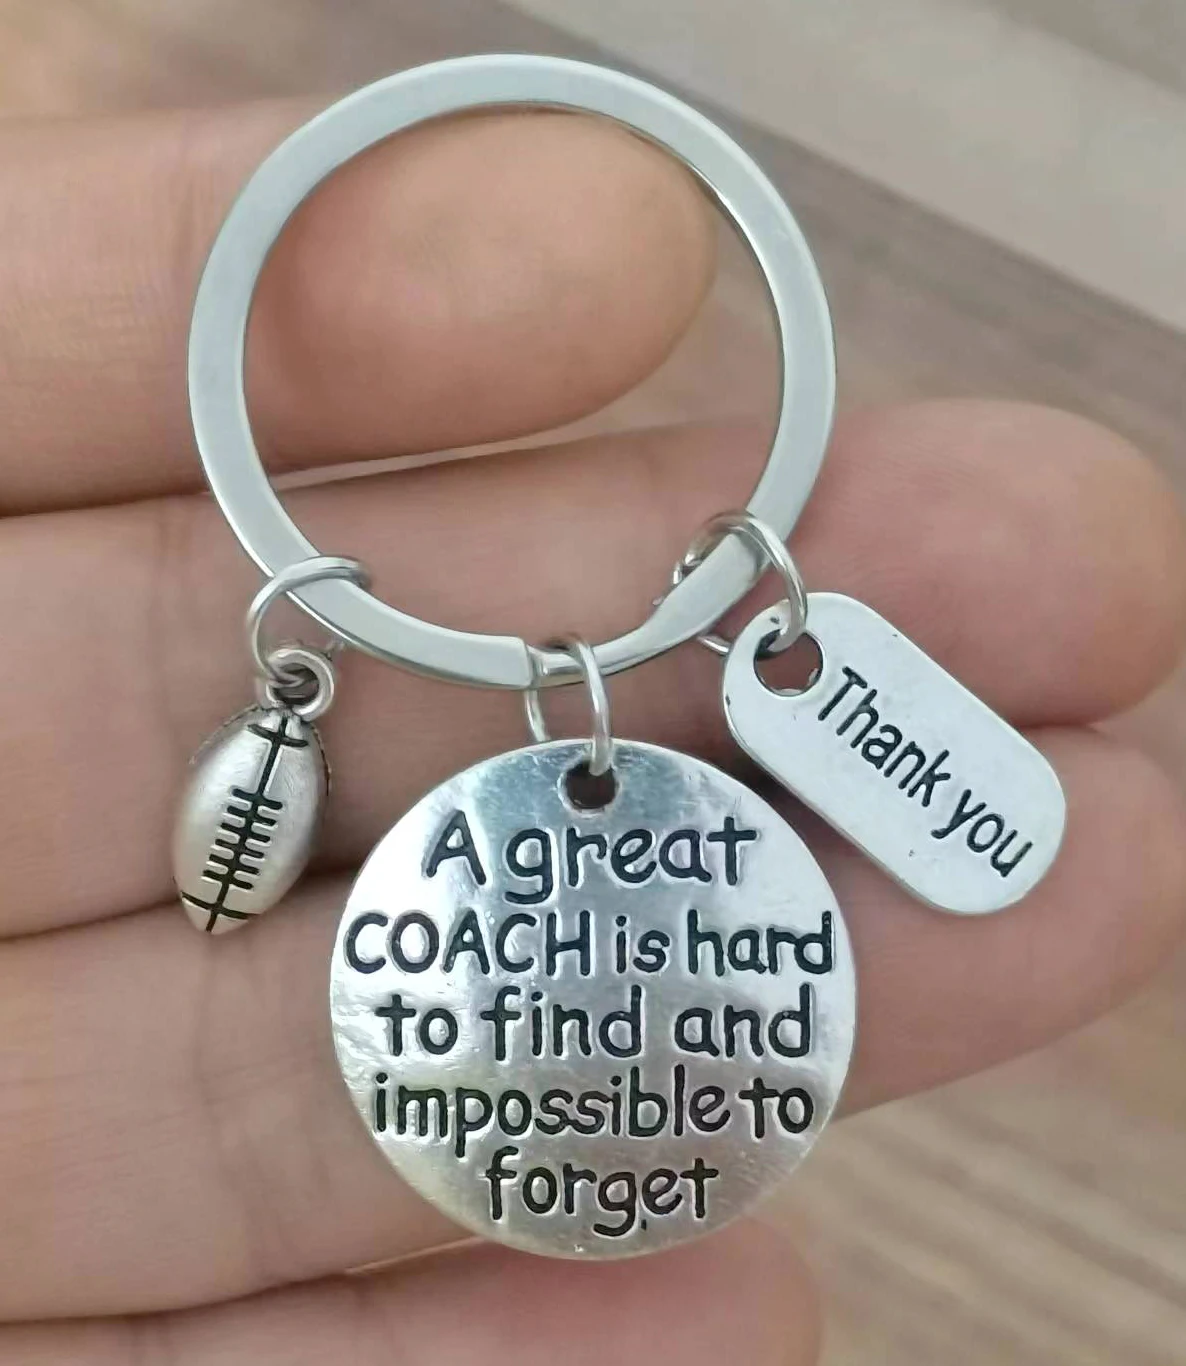 A great
COACH is hard
to find and
impossible to
forget
Thank you